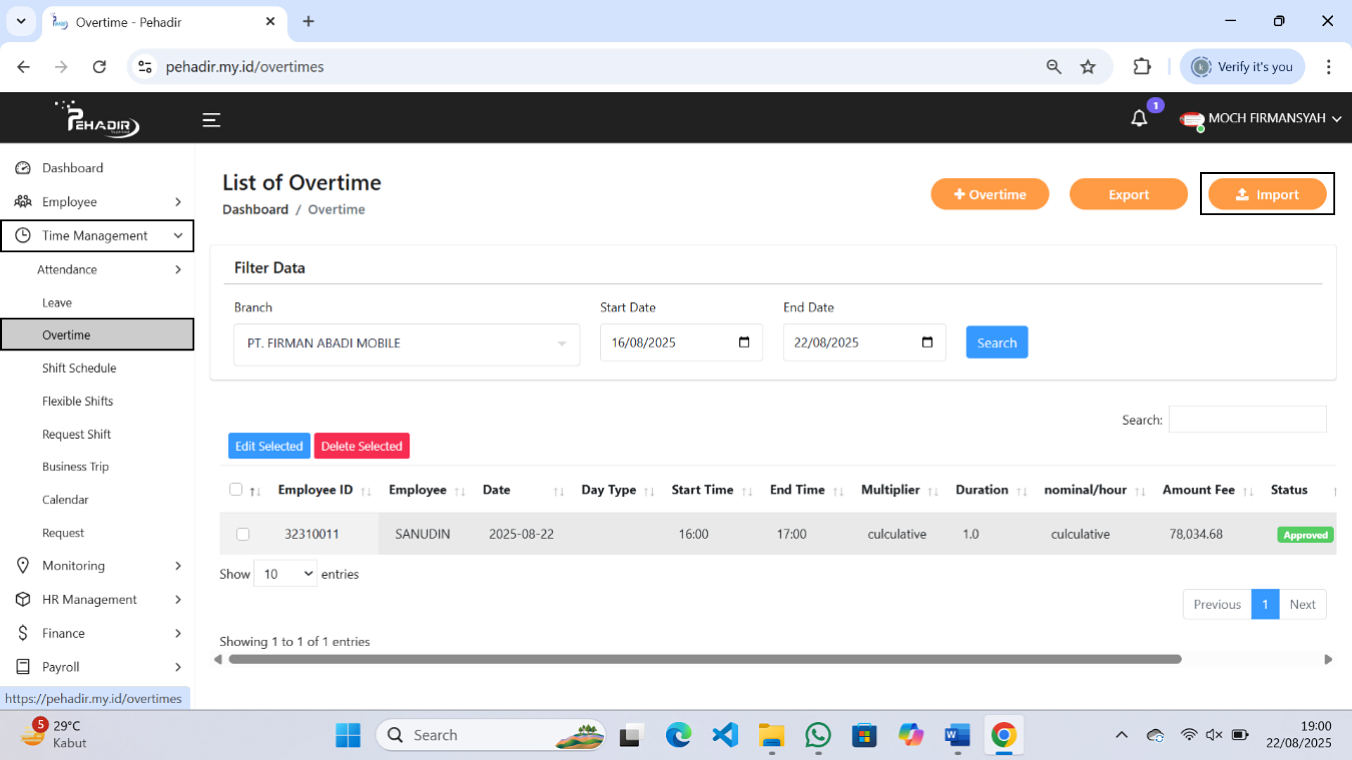 Overtime - Pehadir
pehadir.my.id/overtimes
Verify it's you
PEHADIR
1
MOCH FIRMANSYAH
Dashboard
Employee
Time Management
Attendance
Leave
Overtime
Shift Schedule
Flexible Shifts
Request Shift
Business Trip
Calendar
Request
Monitoring
HR Management
Finance
Payroll
https://pehadir.my.id/overtimes
List of Overtime
Dashboard / Overtime
+ Overtime
Export
Import
Filter Data
Branch Start Date End Date
PT. FIRMAN ABADI MOBILE 16/08/2025 22/08/2025 Search
Search:
Edit Selected Delete Selected
Employee ID Employee Date Day Type Start Time End Time Multiplier Duration nominal/hour Amount Fee Status
32310011 SANUDIN 2025-08-22 16:00 17:00 culculative 1.0 culculative 78,034.68 Approved
Show 10 entries
Previous 1 Next
Showing 1 to 1 of 1 entries
5
29°C
Kabut
Search
19:00
22/08/2025